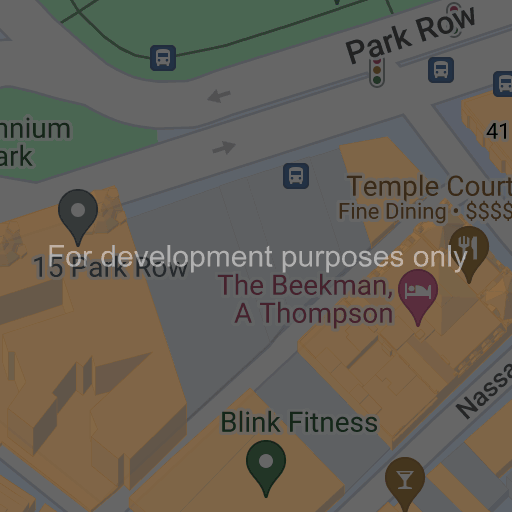 Park Row
nnium
ark
41
Temple Court
Fine Dining • $$$$
15 Park Row
For development purposes only
The Beekman,
A Thompson
Nassa
Blink Fitness